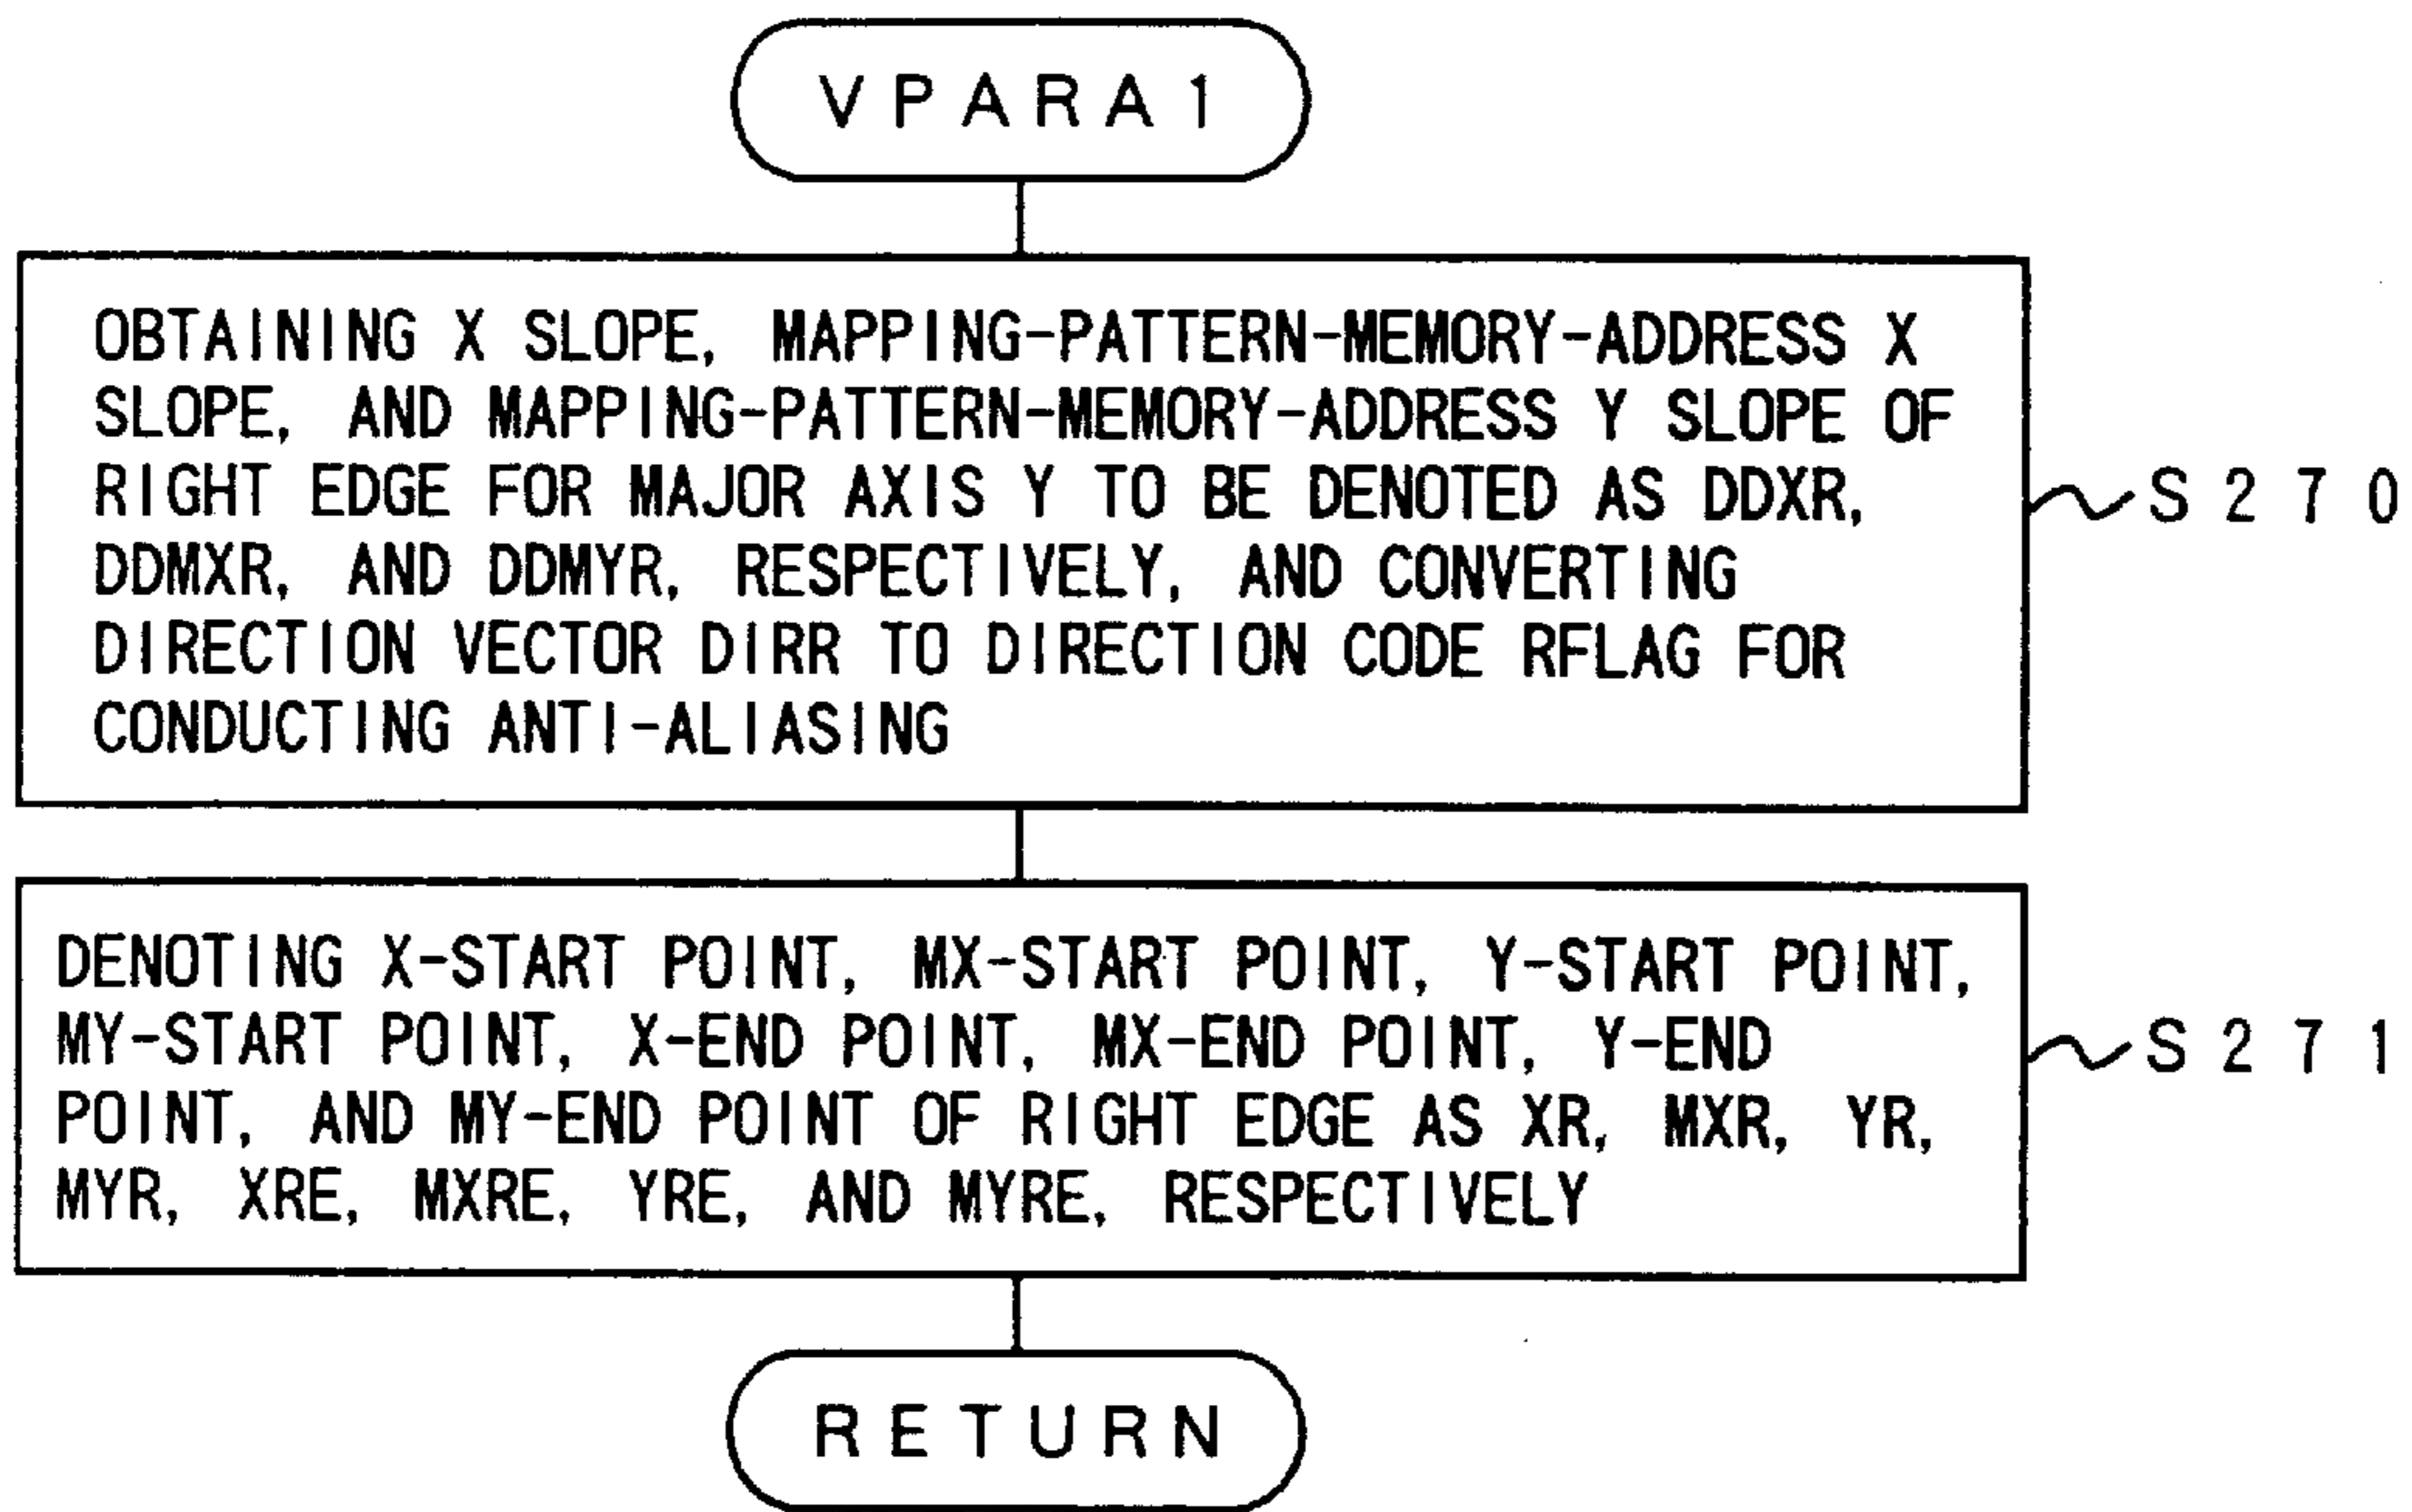 VPARA1
OBTAINING X SLOPE, MAPPING-PATTERN-MEMORY-ADDRESS X
SLOPE, AND MAPPING-PATTERN-MEMORY-ADDRESS Y SLOPE OF
RIGHT EDGE FOR MAJOR AXIS Y TO BE DENOTED AS DDXR,
DDMXR, AND DDMYR, RESPECTIVELY, AND CONVERTING
DIRECTION VECTOR DIRR TO DIRECTION CODE RFLAG FOR
CONDUCTING ANTI-ALIASING
S270
DENOTING X-START POINT, MX-START POINT, Y-START POINT,
MY-START POINT, X-END POINT, MX-END POINT, Y-END
POINT, AND MY-END POINT OF RIGHT EDGE AS XR, MXR, YR,
MYR, XRE, MXRE, YRE, AND MYRE, RESPECTIVELY
S271
RETURN